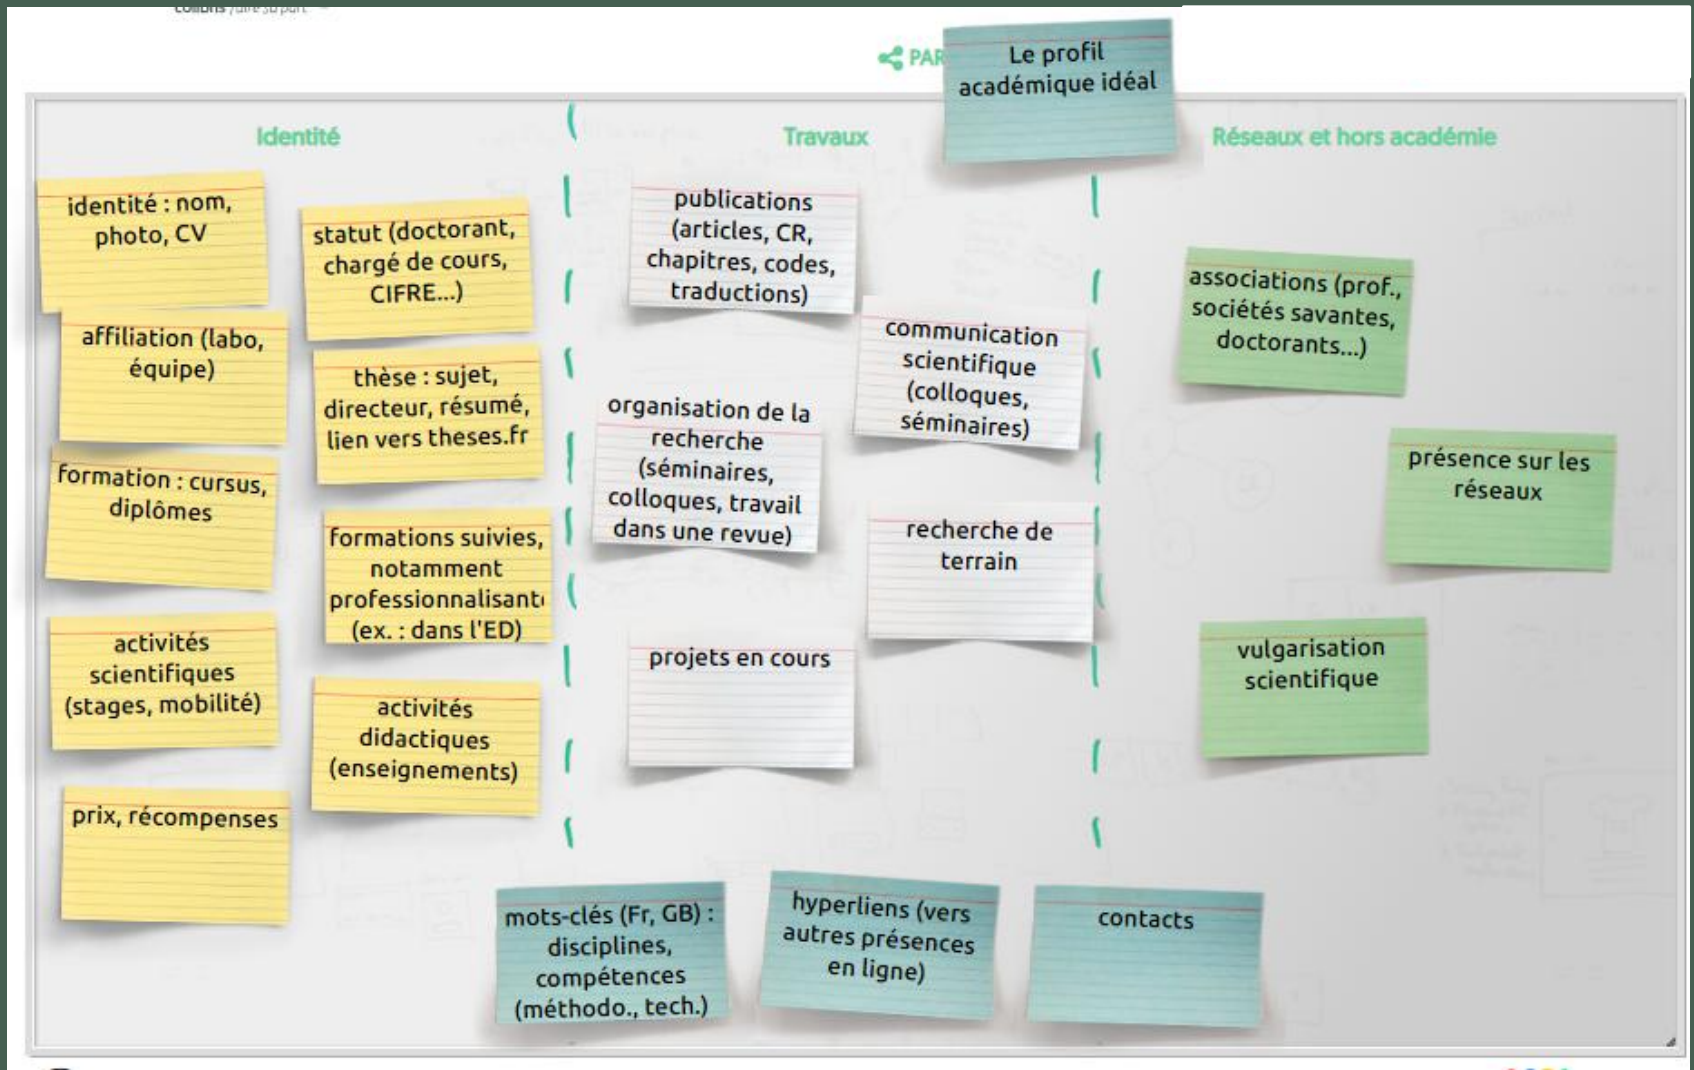 colibris faire sa part
PAR
Le profil
académique idéal
Identité
Travaux
Réseaux et hors académie
identité : nom,
photo, CV
statut (doctorant,
chargé de cours,
CIFRE...)
affiliation (labo,
équipe)
thèse : sujet,
directeur, résumé,
lien vers theses.fr
formation : cursus,
diplômes
formations suivies,
notamment
professionnalisant
(ex. : dans l'ED)
activités
scientifiques
(stages, mobilité)
activités
didactiques
(enseignements)
prix, récompenses
publications
(articles, CR,
chapitres, codes,
traductions)
communication
scientifique
(colloques,
séminaires)
organisation de la
recherche
(séminaires,
colloques, travail
dans une revue)
recherche de
terrain
projets en cours
associations (prof.,
sociétés savantes,
doctorants...)
présence sur les
réseaux
vulgarisation
scientifique
mots-clés (Fr, GB) :
disciplines,
compétences
(méthodo., tech.)
hyperliens (vers
autres présences
en ligne)
contacts